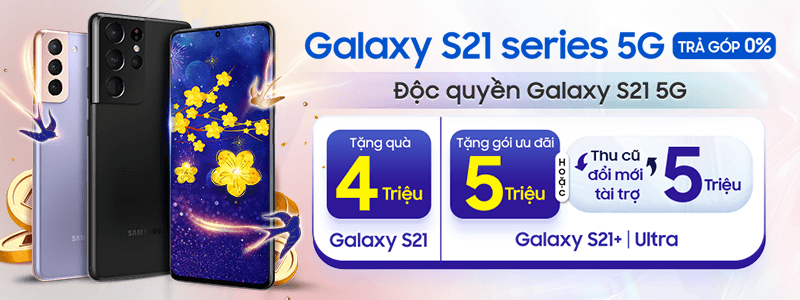 Galaxy S21 series 5G TRẢ GÓP 0%
Độc quyền Galaxy S21 5G
Tặng quà
4 Triệu
Galaxy S21
Tặng gói ưu đãi
5 Triệu
Hoặc
Thu cũ
đổi mới
tài trợ
5 Triệu
Galaxy S21+ | Ultra
SAMSUNG